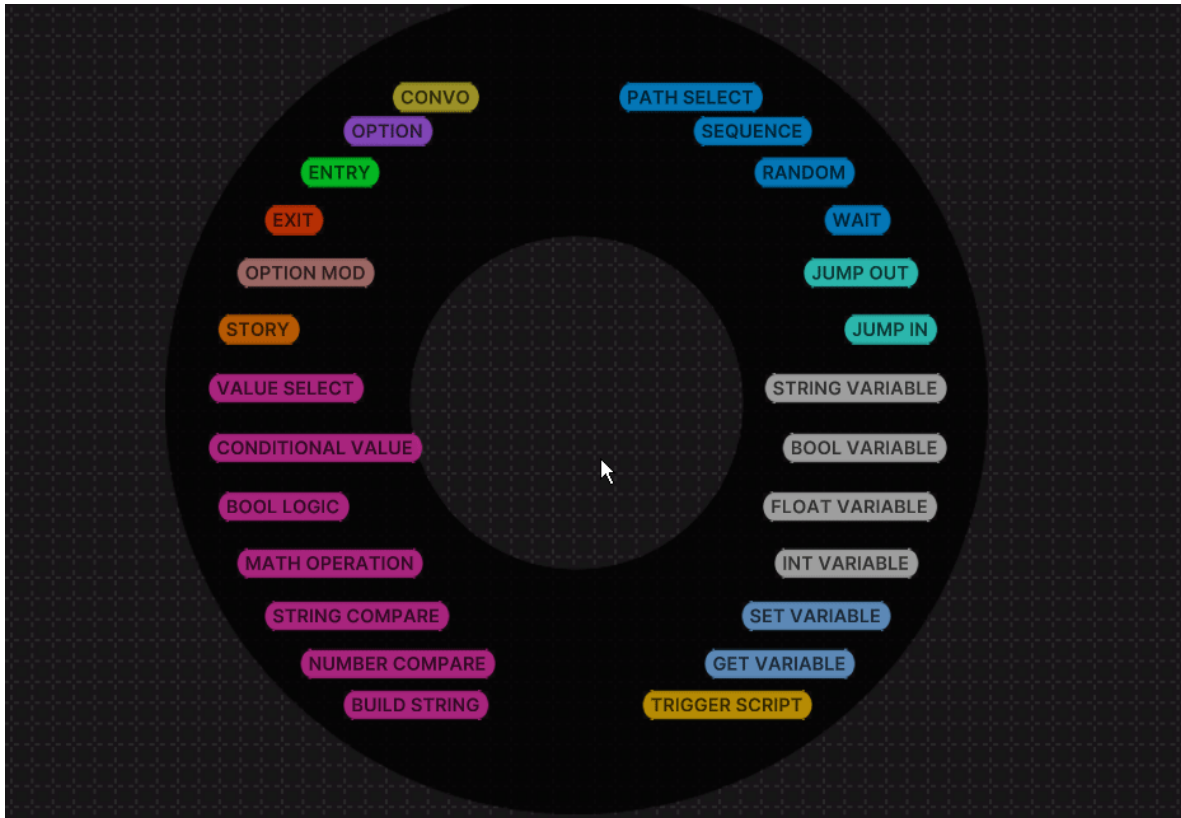 CONVO
OPTION
ENTRY
EXIT
OPTION MOD
STORY
VALUE SELECT
CONDITIONAL VALUE
BOOL LOGIC
MATH OPERATION
STRING COMPARE
NUMBER COMPARE
BUILD STRING
PATH SELECT
SEQUENCE
RANDOM
WAIT
JUMP OUT
JUMP IN
STRING VARIABLE
BOOL VARIABLE
FLOAT VARIABLE
INT VARIABLE
SET VARIABLE
GET VARIABLE
TRIGGER SCRIPT